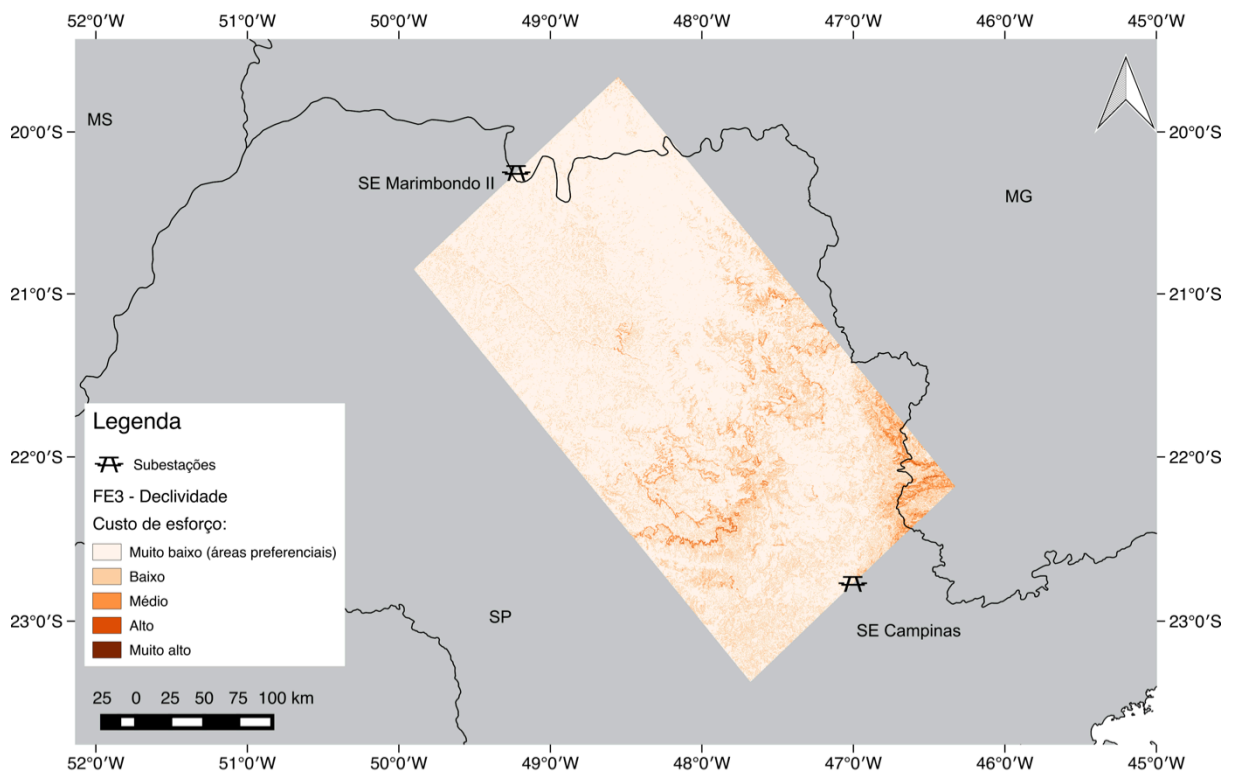 52°0'W 51°0'W 50°0'W 49°0'W 48°0'W 47°0'W 46°0'W 45°0'W
MS
20°0'S 20°0'S
SE Marimbondo II
MG
21°0'S 21°0'S
Legenda
22°0'S 22°0'S
Subestações
FE3 - Declividade
Custo de esforço:
Muito baixo (áreas preferenciais)
Baixo
Médio
Alto
Muito alto
SP
23°0'S 23°0'S
SE Campinas
25 0 25 50 75 100 km
52°0'W 51°0'W 50°0'W 49°0'W 48°0'W 47°0'W 46°0'W 45°0'W